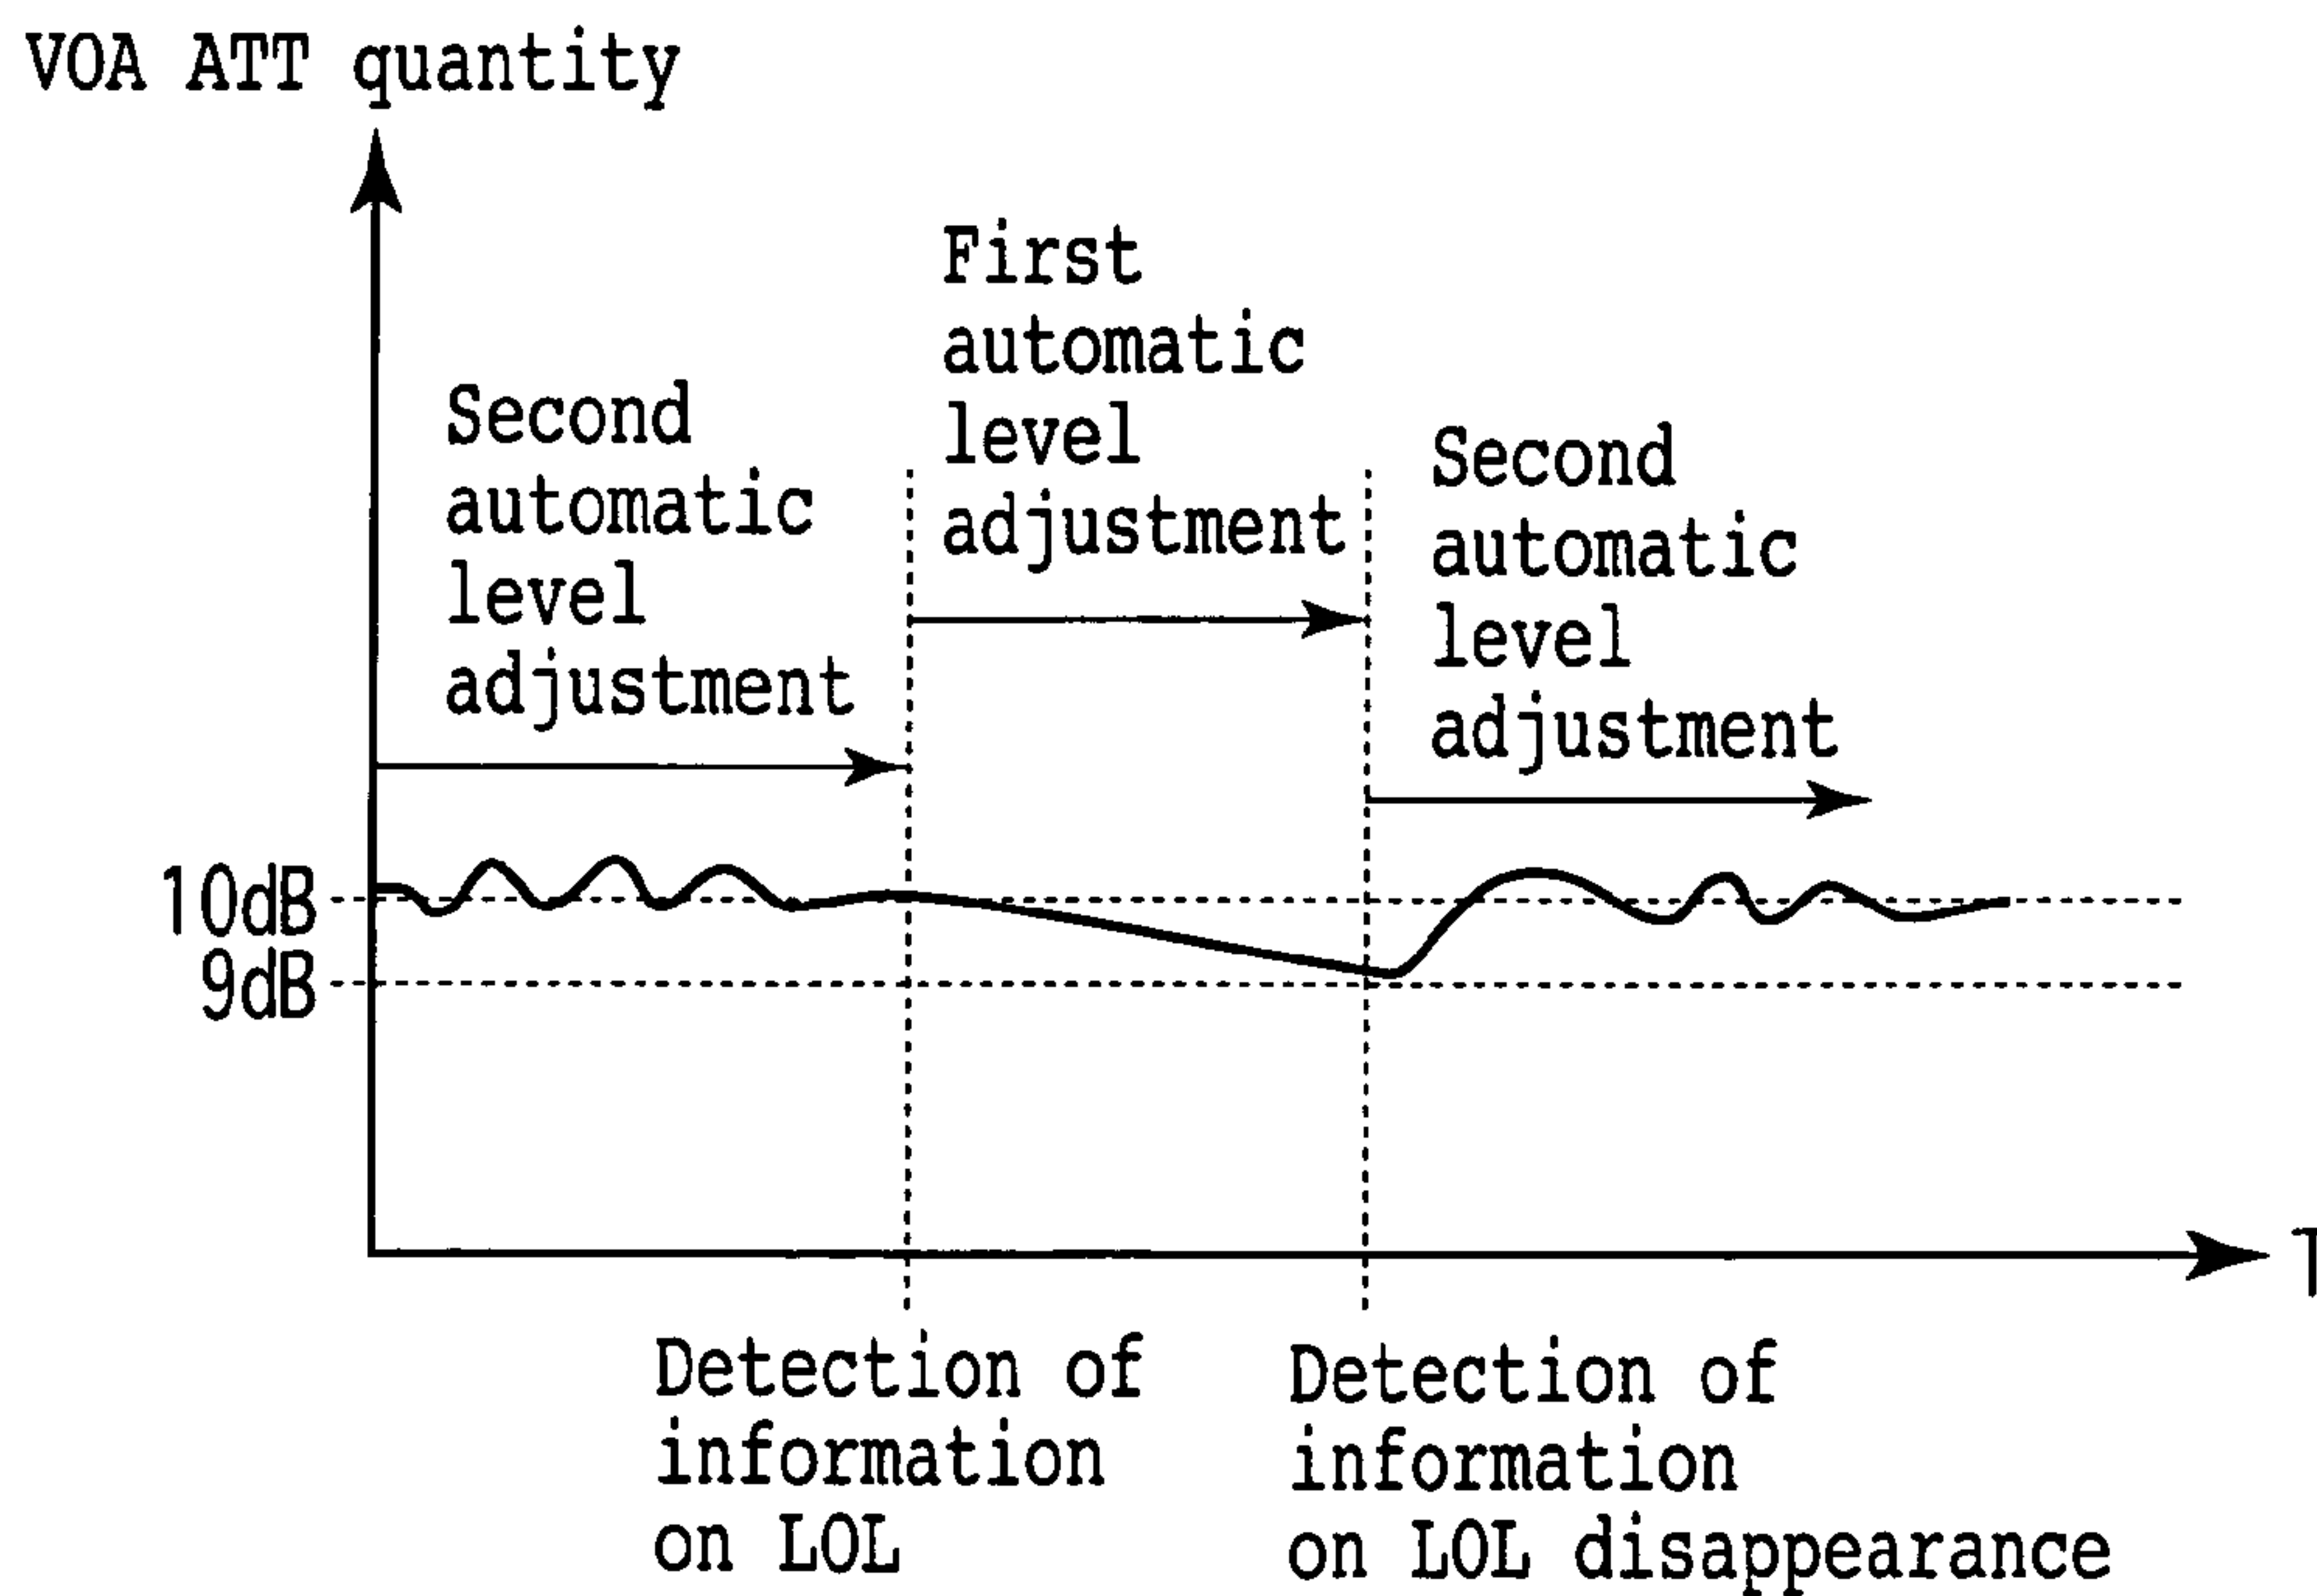 VOA ATT quantity
First
automatic
level
adjustment
Second
automatic
level
adjustment
Second
automatic
level
adjustment
10dB
9dB
T
Detection of
information
on LOL
Detection of
information
on LOL disappearance